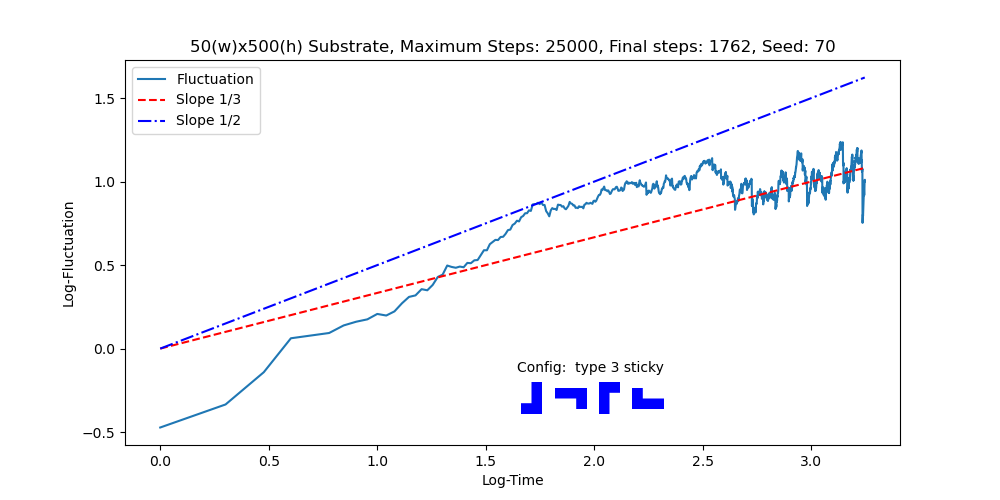 50(w)x500(h) Substrate, Maximum Steps: 25000, Final steps: 1762, Seed: 70
Fluctuation
Slope 1/3
Slope 1/2
1.5
1.0
0.5
0.0
−0.5
Log-Fluctuation
Config:  type 3 sticky
0.0 0.5 1.0 1.5 2.0 2.5 3.0
Log-Time